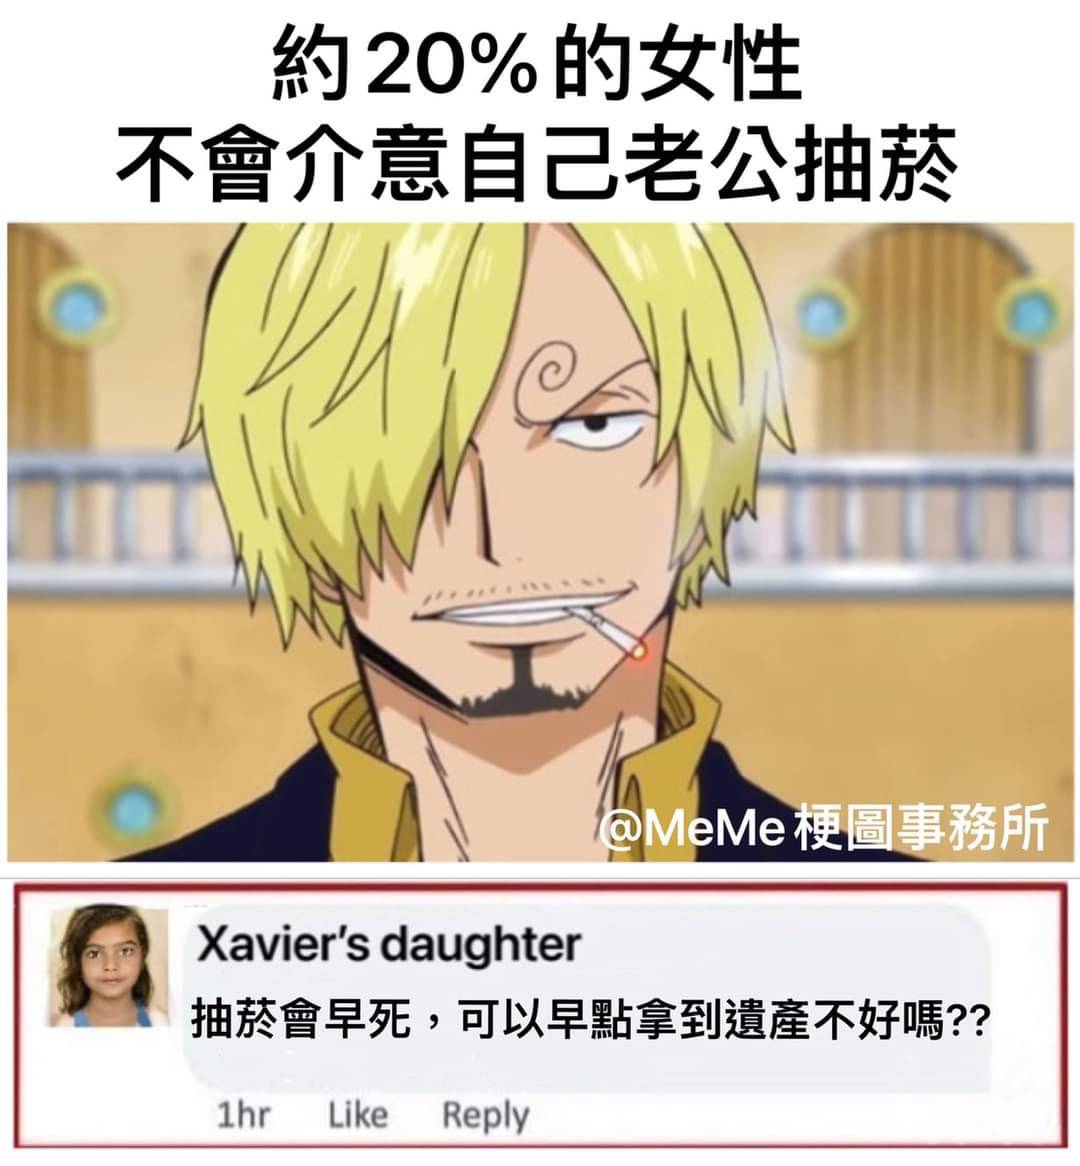 約20%的女性
不會介意自己老公抽菸
@MeMe梗圖事務所
Xavier's daughter
抽菸會早死，可以早點拿到遺產不好嗎??
1hr Like Reply